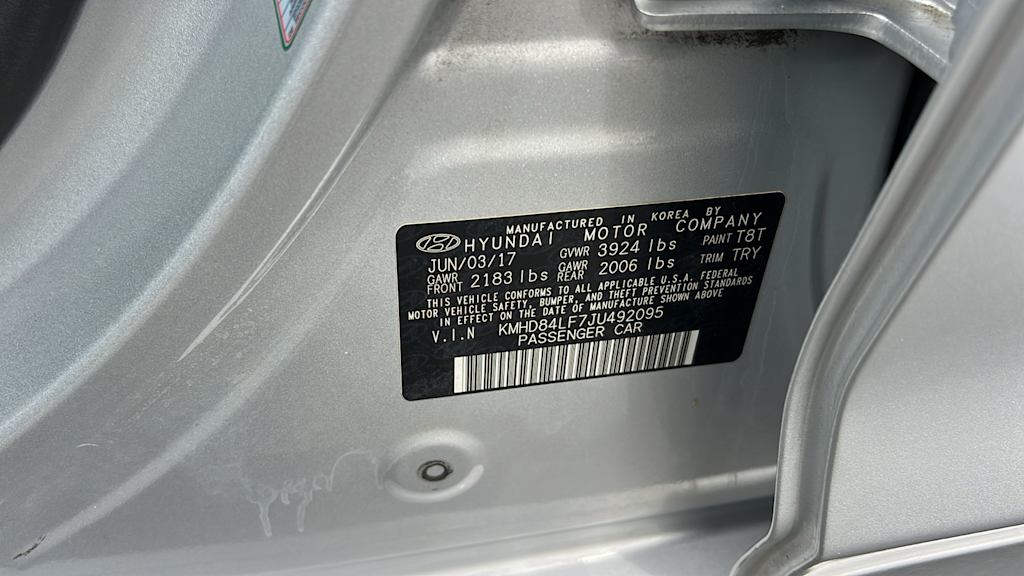 MANUFACTURED IN KOREA BY
HYUNDAI MOTOR COMPANY
JUN/03/17 GVWR 3924 lbs PAINT T8T
GAWR FRONT 2183 lbs GAWR REAR 2006 lbs TRIM TRY
THIS VEHICLE CONFORMS TO ALL APPLICABLE U.S.A. FEDERAL
MOTOR VEHICLE SAFETY, BUMPER, AND THEFT PREVENTION STANDARDS
IN EFFECT ON THE DATE OF MANUFACTURE SHOWN ABOVE
V.I.N KMHD84LF7JU492095
PASSENGER CAR